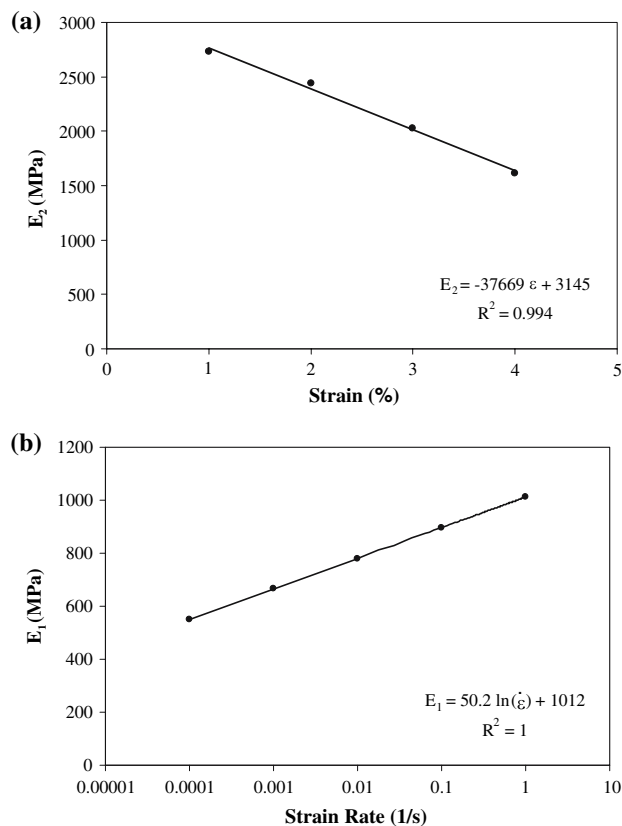 (a)
3000
2500
2000
1500
1000
500
0
E₂ (MPa)
E₂ = -37669 ε + 3145
R² = 0.994
0 1 2 3 4 5
Strain (%)
(b)
1200
1000
800
600
400
200
0
E₁(MPa)
E₁ = 50.2 ln(ε̇) + 1012
R² = 1
0.00001 0.0001 0.001 0.01 0.1 1 10
Strain Rate (1/s)